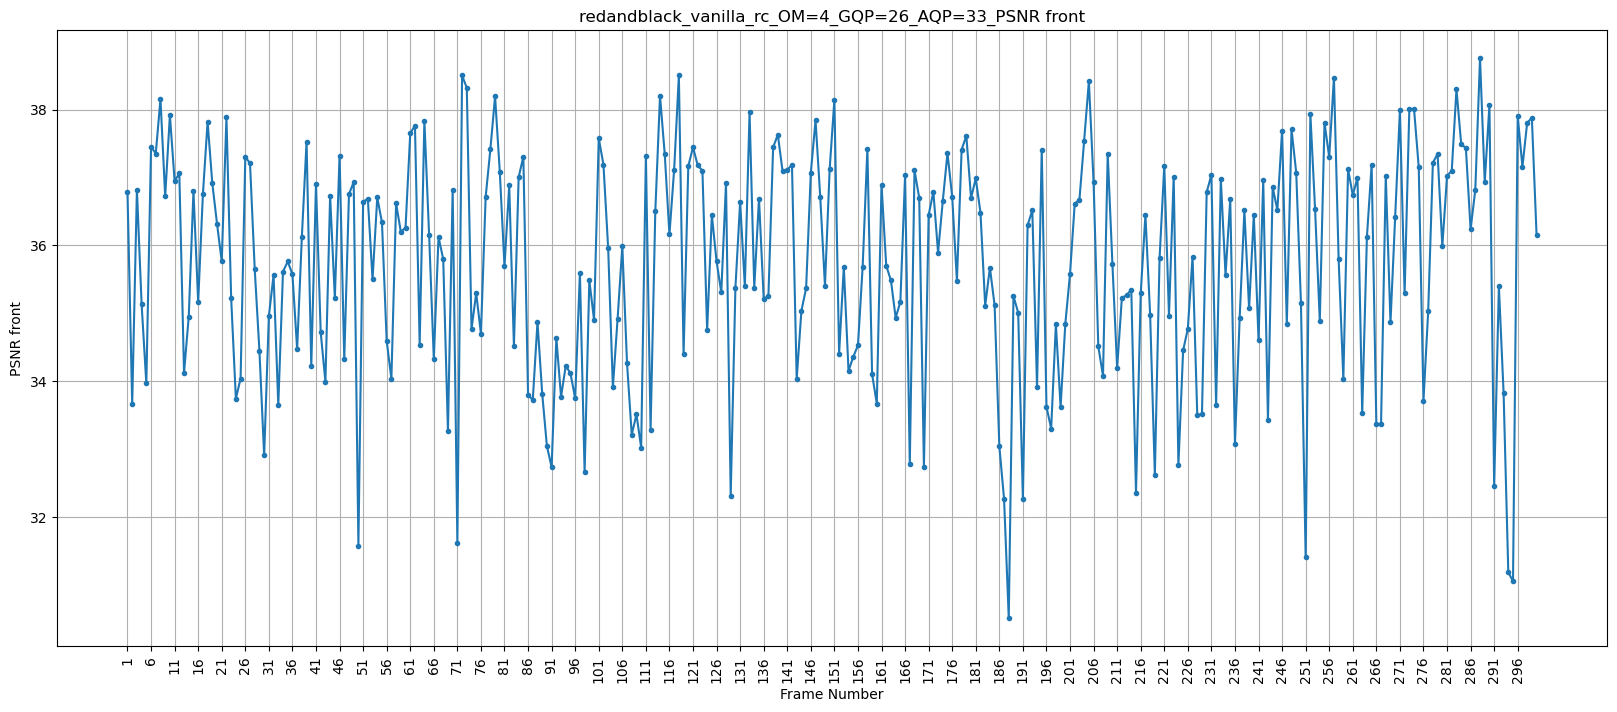 redandblack_vanilla_rc_OM=4_GQP=26_AQP=33_PSNR front
38
36
34
32
PSNR front
1 6 11 16 21 26 31 36 41 46 51 56 61 66 71 76 81 86 91 96 101 106 111 116 121 126 131 136 141 146 151 156 161 166 171 176 181 186 191 196 201 206 211 216 221 226 231 236 241 246 251 256 261 266 271 276 281 286 291 296
Frame Number